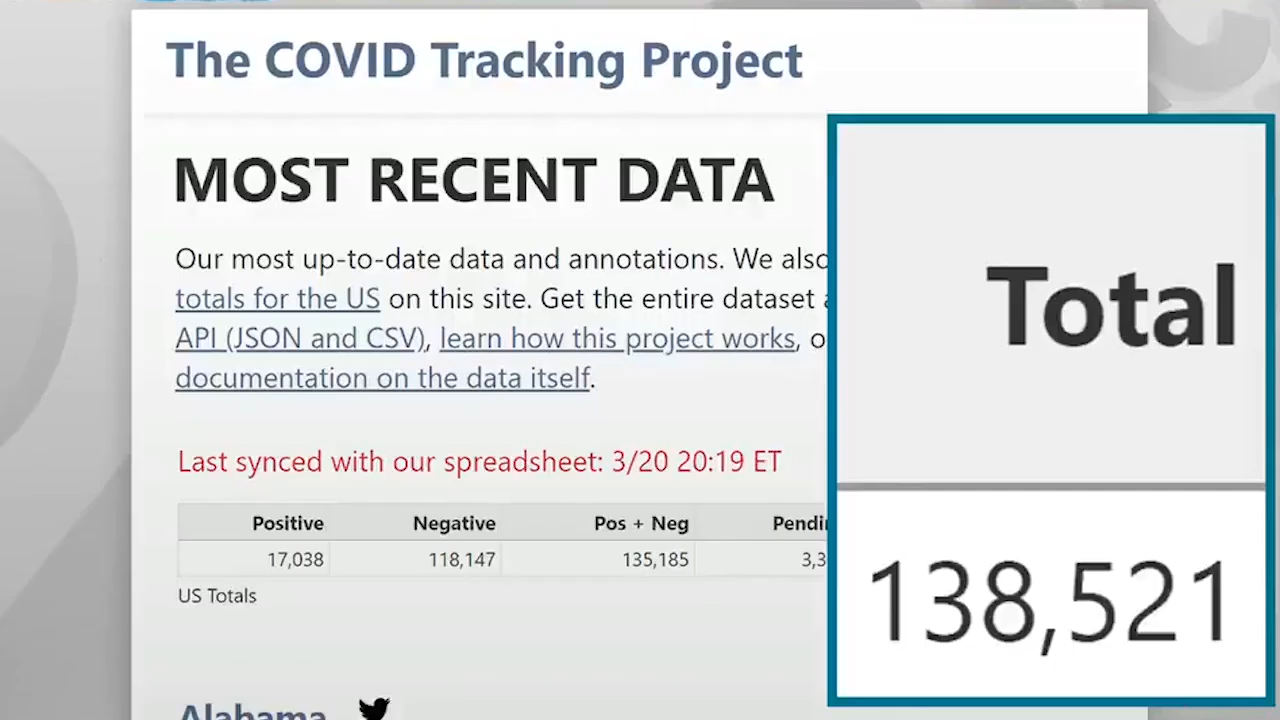 The COVID Tracking Project
MOST RECENT DATA
Our most up-to-date data and annotations. We also
totals for the US on this site. Get the entire dataset
API (JSON and CSV), learn how this project works,
documentation on the data itself.
Last synced with our spreadsheet: 3/20 20:19 ET
Positive Negative Pos + Neg
17,038 118,147 135,185
US Totals
Alabama
Total
138,521